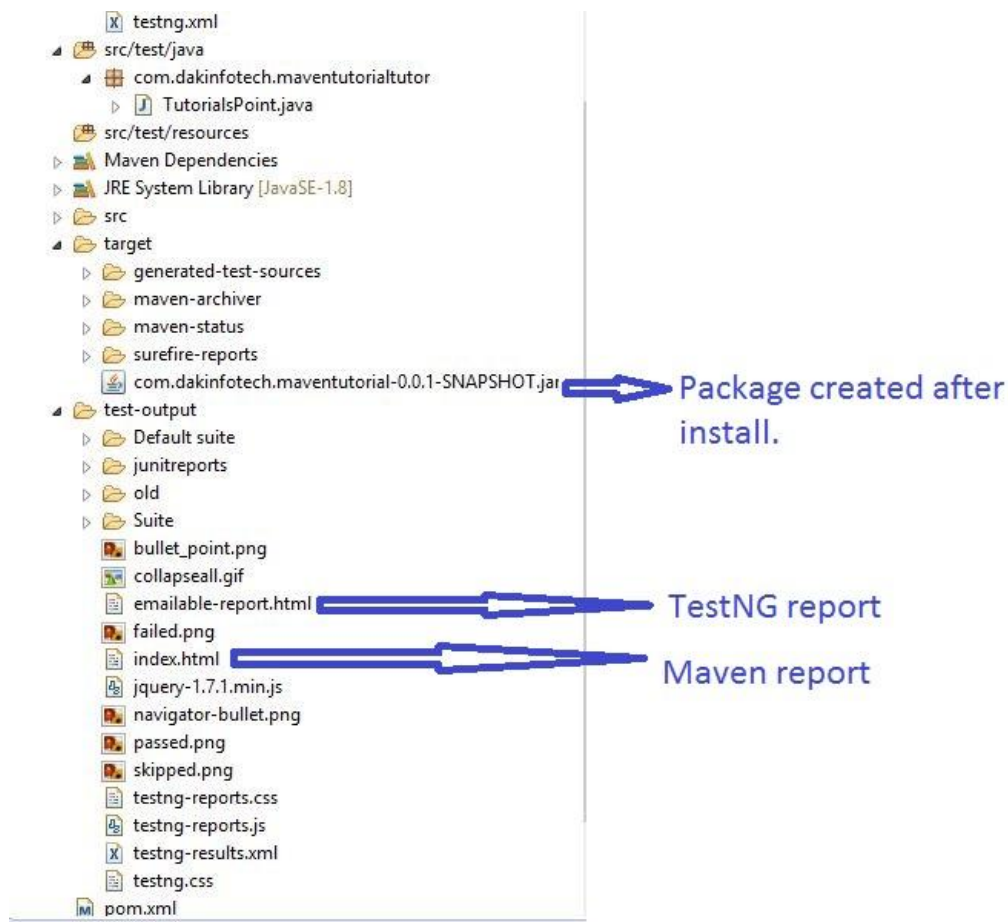 testng.xml
src/test/java
com.dakinfotech.maventutorialtutor
TutorialsPoint.java
src/test/resources
Maven Dependencies
JRE System Library [JavaSE-1.8]
src
target
generated-test-sources
maven-archiver
maven-status
surefire-reports
com.dakinfotech.maventutorial-0.0.1-SNAPSHOT.jar
Package created after
install.
test-output
Default suite
junitreports
old
Suite
bullet_point.png
collapseall.gif
emailable-report.html
TestNG report
failed.png
index.html
Maven report
jquery-1.7.1.min.js
navigator-bullet.png
passed.png
skipped.png
testng-reports.css
testng-reports.js
testng-results.xml
testng.css
pom.xml